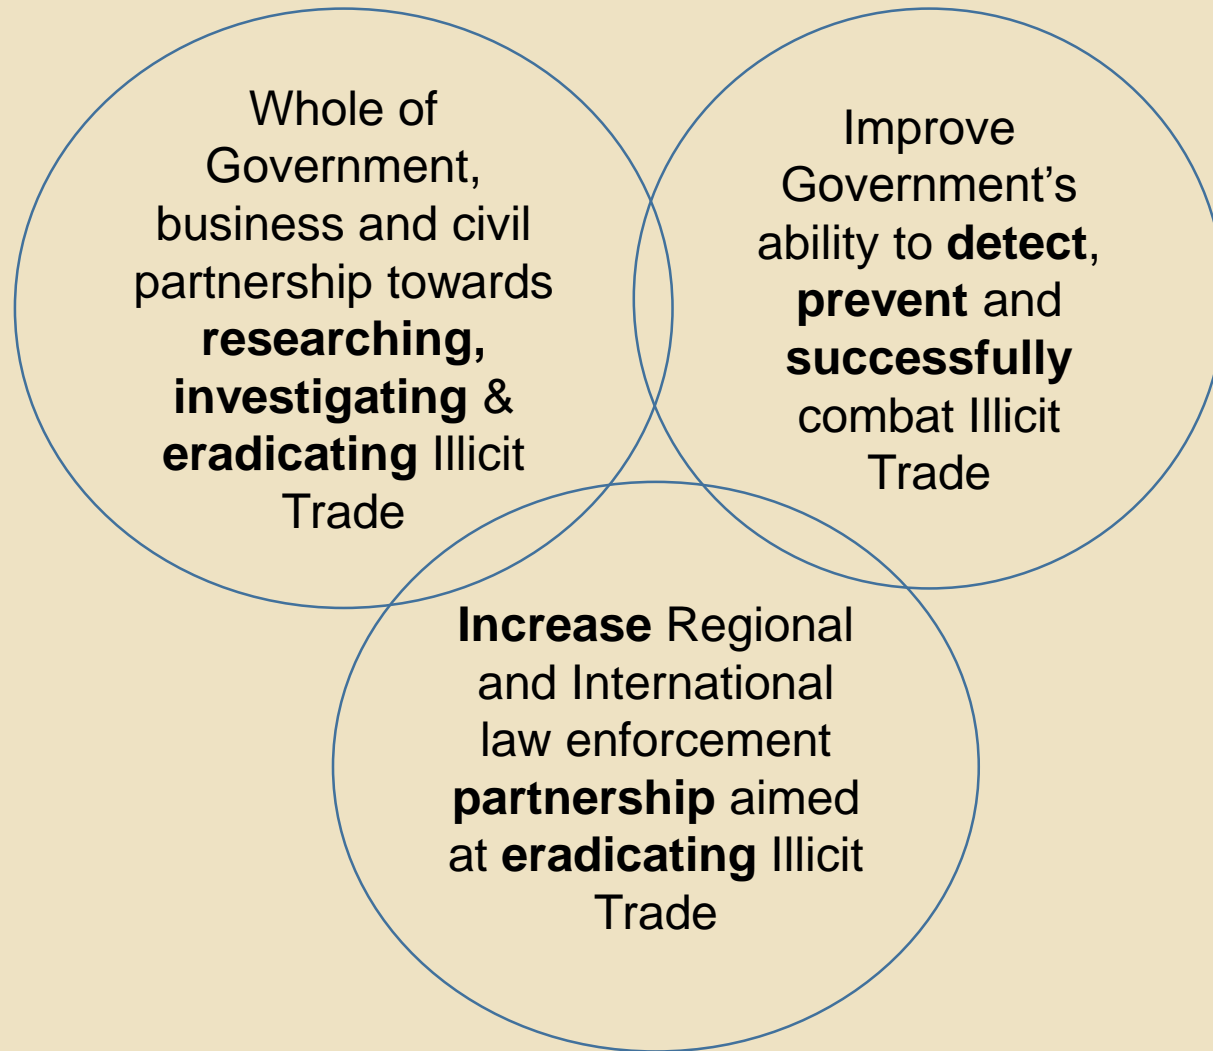 Whole of
Government,
business and civil
partnership towards
researching,
investigating &
eradicating Illicit
Trade
Improve
Government’s
ability to detect,
prevent and
successfully
combat Illicit
Trade
Increase Regional
and International
law enforcement
partnership aimed
at eradicating Illicit
Trade